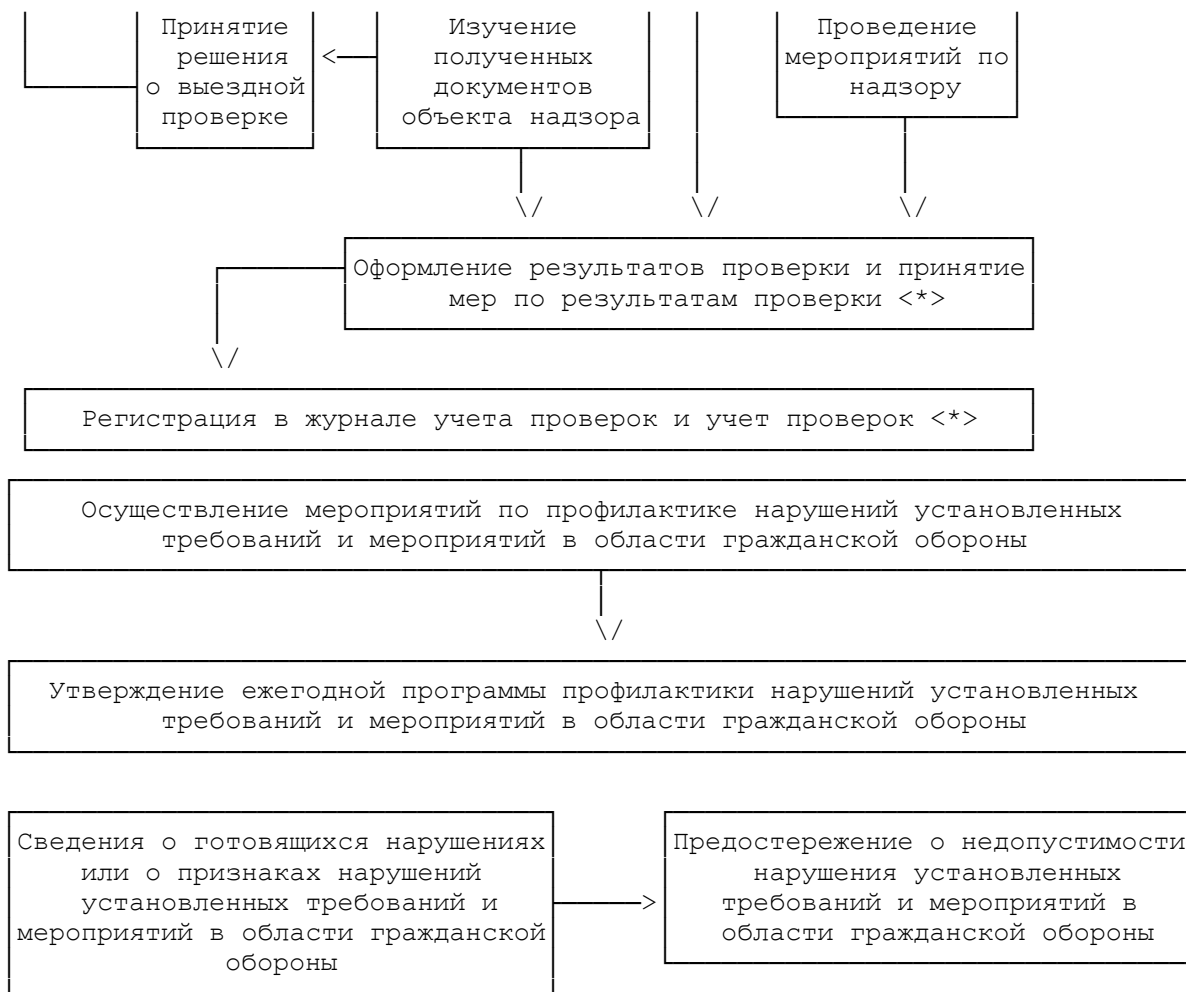 Принятие
решения
о выездной
проверке
Изучение
полученных
документов
объекта надзора
Проведение
мероприятий по
надзору
Оформление результатов проверки и принятие
мер по результатам проверки <*>
Регистрация в журнале учета проверок и учет проверок <*>
Осуществление мероприятий по профилактике нарушений установленных
требований и мероприятий в области гражданской обороны
Утверждение ежегодной программы профилактики нарушений установленных
требований и мероприятий в области гражданской обороны
Сведения о готовящихся нарушениях
или о признаках нарушений
установленных требований и
мероприятий в области гражданской
обороны
Предостережение о недопустимости
нарушения установленных
требований и мероприятий в
области гражданской обороны